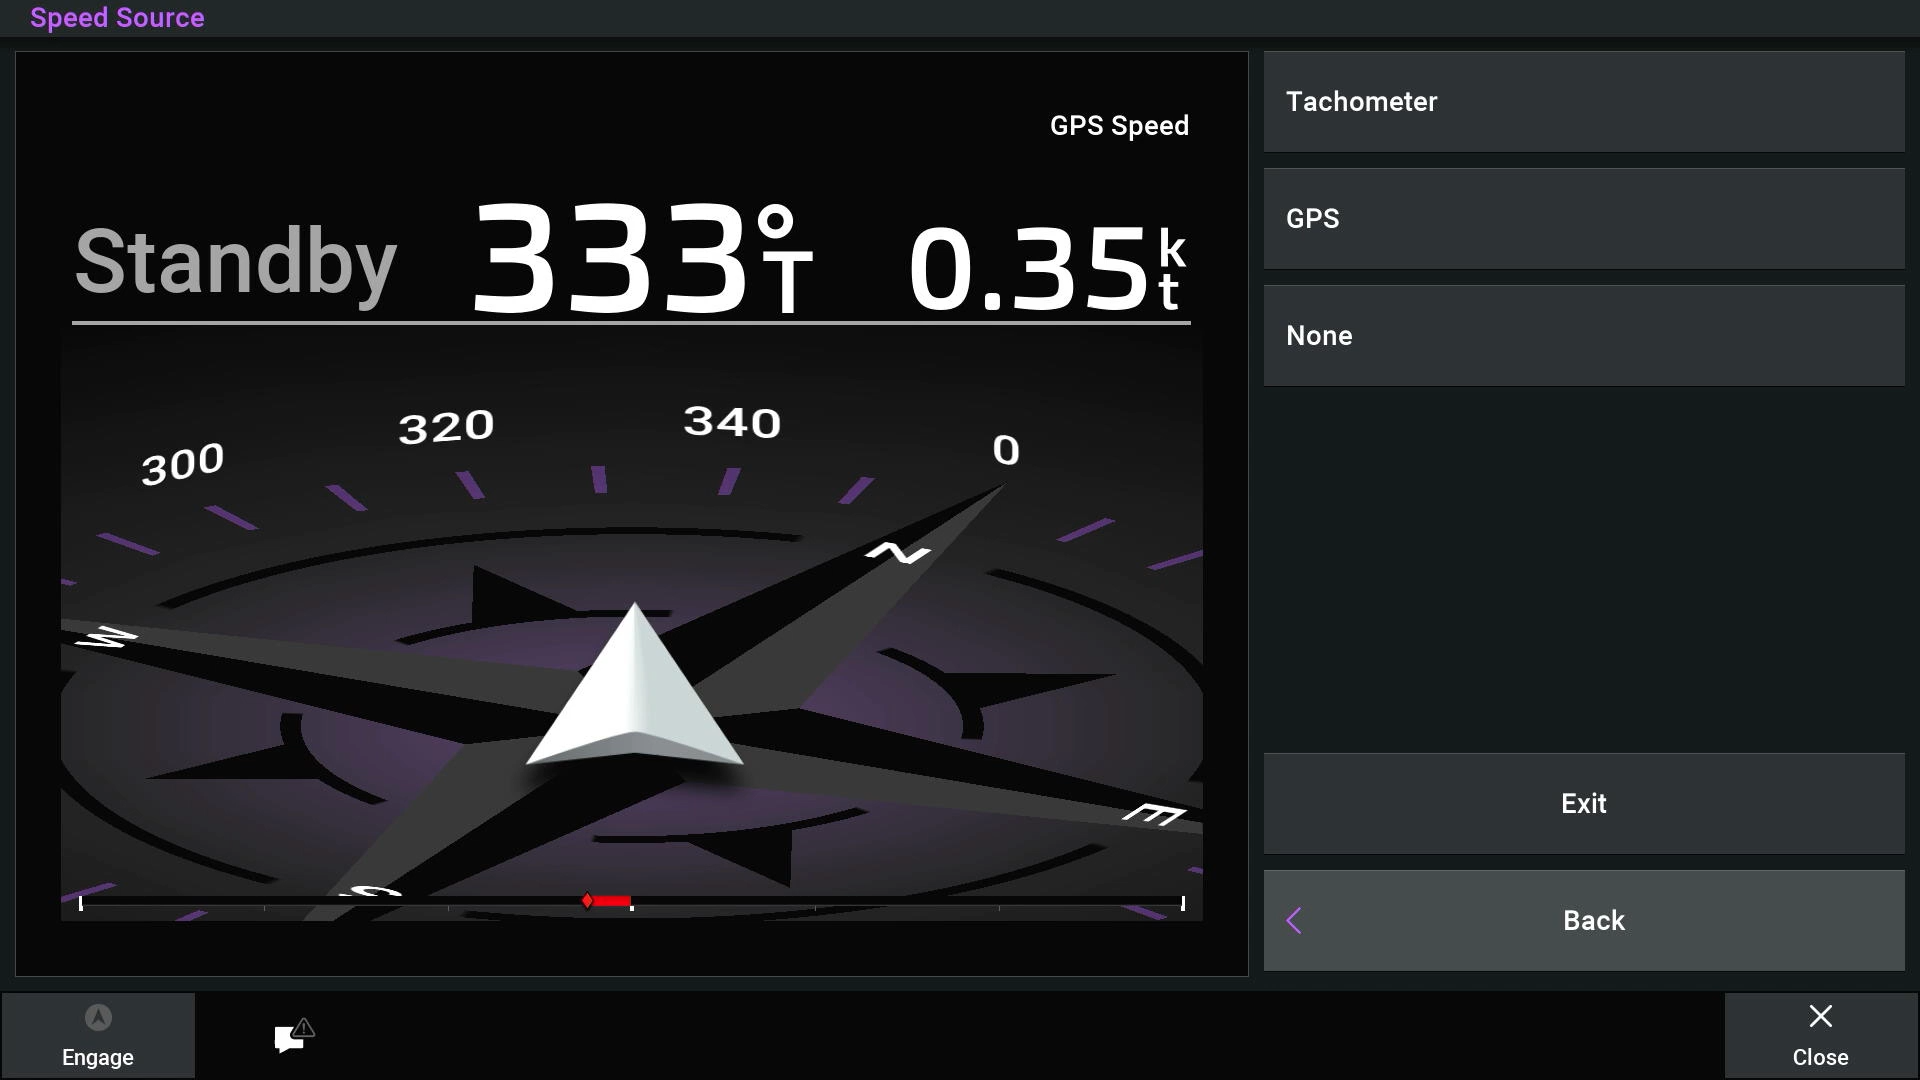 Speed Source
GPS Speed
Standby 333°T 0.35kt
300 320 340 0
N
W
E
S
Tachometer
GPS
None
Exit
Back
Engage
Close